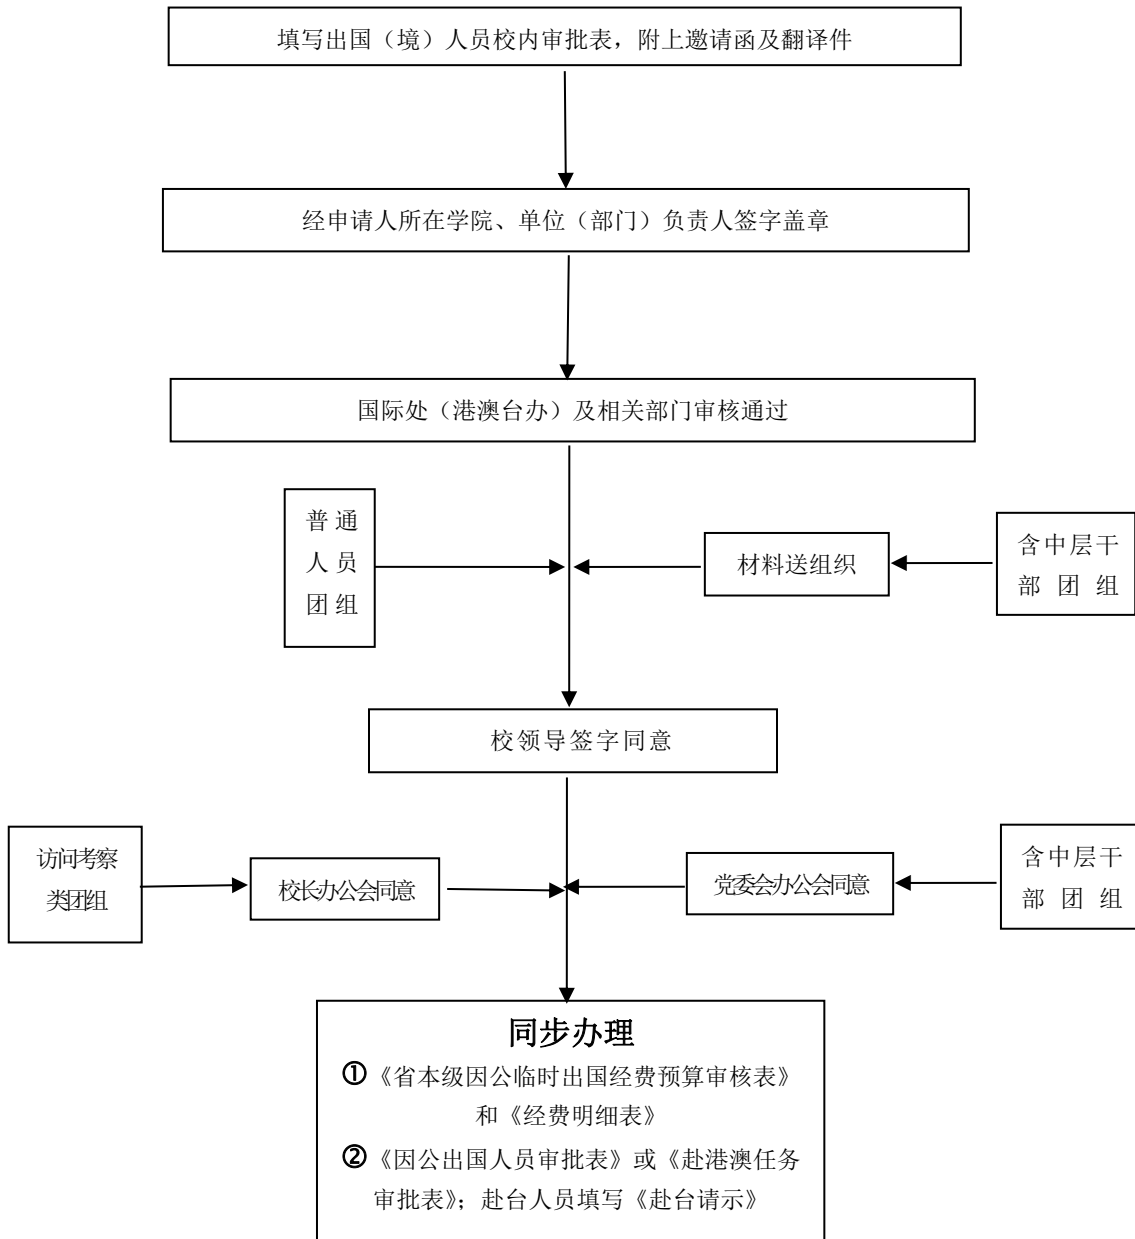 填写出国（境）人员校内审批表，附上邀请函及翻译件
经申请人所在学院、单位（部门）负责人签字盖章
国际处（港澳台办）及相关部门审核通过
普通
人员
团组
材料送组织
含中层干
部团组
校领导签字同意
访问考察
类团组
校长办公会同意
党委会办公会同意
含中层干
部团组
同步办理
①《省本级因公临时出国经费预算审核表》
和《经费明细表》
②《因公出国人员审批表》或《赴港澳任务
审批表》；赴台人员填写《赴台请示》